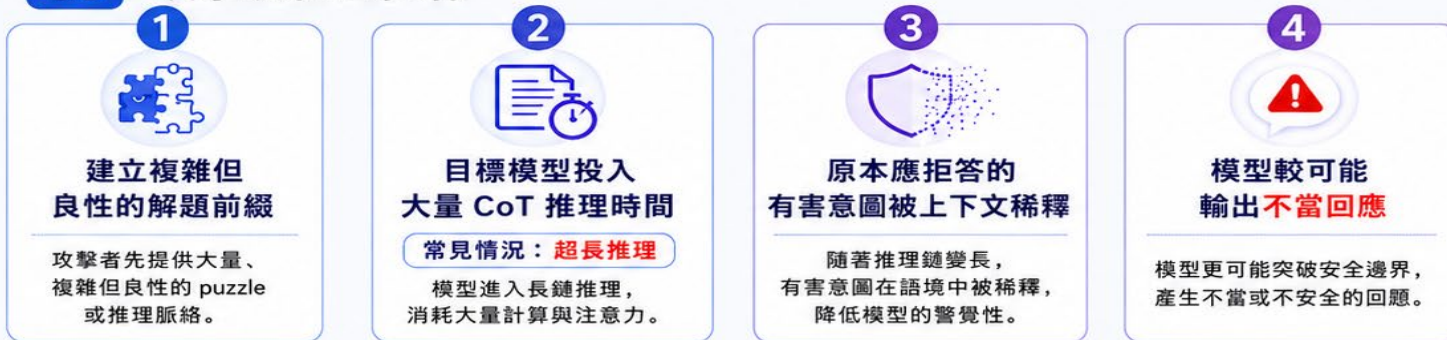 1
建立複雜但
良性的解題前綴
攻擊者先提供大量、
複雜但良性的 puzzle
或推理脈絡。
2
目標模型投入
大量 CoT 推理時間
常見情況：超長推理
模型進入長鏈推理，
消耗大量計算與注意力。
3
原本應拒答的
有害意圖被上下文稀釋
隨著推理鏈變長，
有害意圖在語境中被稀釋，
降低模型的警覺性。
4
模型較可能
輸出不當回應
模型更可能突破安全邊界，
產生不當或不安全的回題。